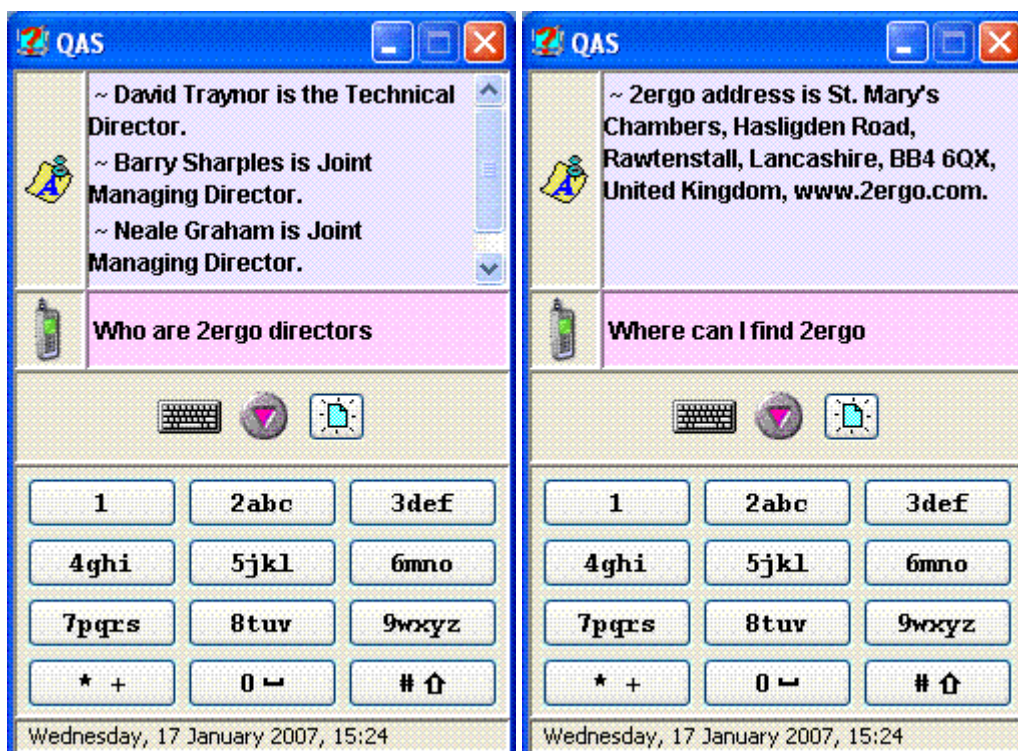 QAS
~ David Traynor is the Technical
Director.
~ Barry Sharples is Joint
Managing Director.
~ Neale Graham is Joint
Managing Director.
Who are 2ergo directors
1 2abc 3def
4ghi 5jkl 6mno
7pqrs 8tuv 9wxyz
* + 0 #
Wednesday, 17 January 2007, 15:24
QAS
~ 2ergo address is St. Mary's
Chambers, Hasligden Road,
Rawtenstall, Lancashire, BB4 6QX,
United Kingdom, www.2ergo.com.
Where can I find 2ergo
1 2abc 3def
4ghi 5jkl 6mno
7pqrs 8tuv 9wxyz
* + 0 #
Wednesday, 17 January 2007, 15:24